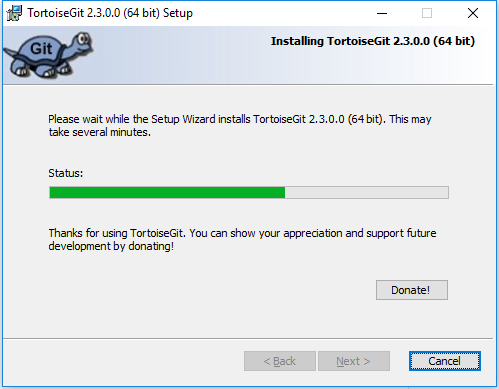 TortoiseGit 2.3.0.0 (64 bit) Setup
Git
Installing TortoiseGit 2.3.0.0 (64 bit)
Please wait while the Setup Wizard installs TortoiseGit 2.3.0.0 (64 bit). This may
take several minutes.
Status:
Thanks for using TortoiseGit. You can show your appreciation and support future
development by donating!
Donate!
< Back
Next >
Cancel